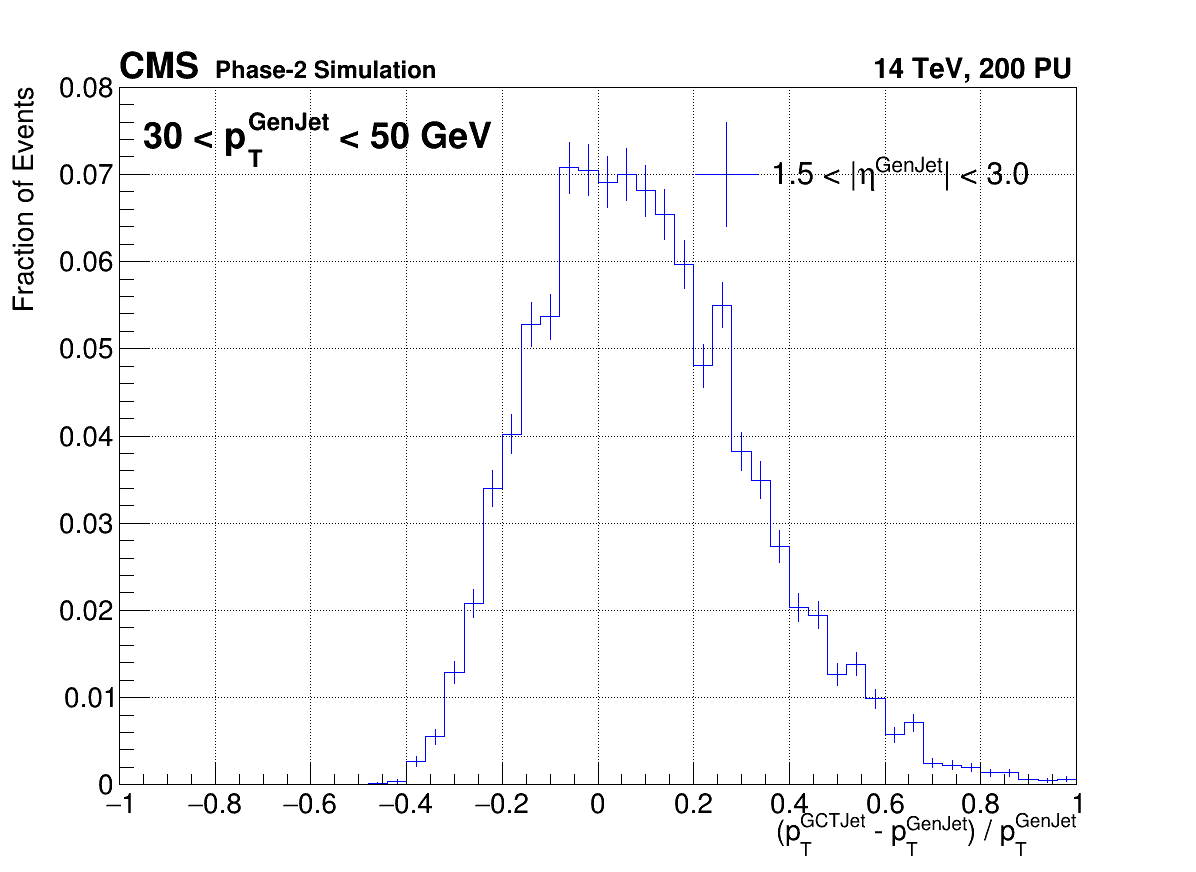 CMS Phase-2 Simulation 14 TeV, 200 PU
Fraction of Events
30 < p_T^GenJet < 50 GeV
1.5 < |η^GenJet| < 3.0
0.08
0.07
0.06
0.05
0.04
0.03
0.02
0.01
0
−1 −0.8 −0.6 −0.4 −0.2 0 0.2 0.4 0.6 0.8 1
(p_T^GCTJet - p_T^GenJet) / p_T^GenJet